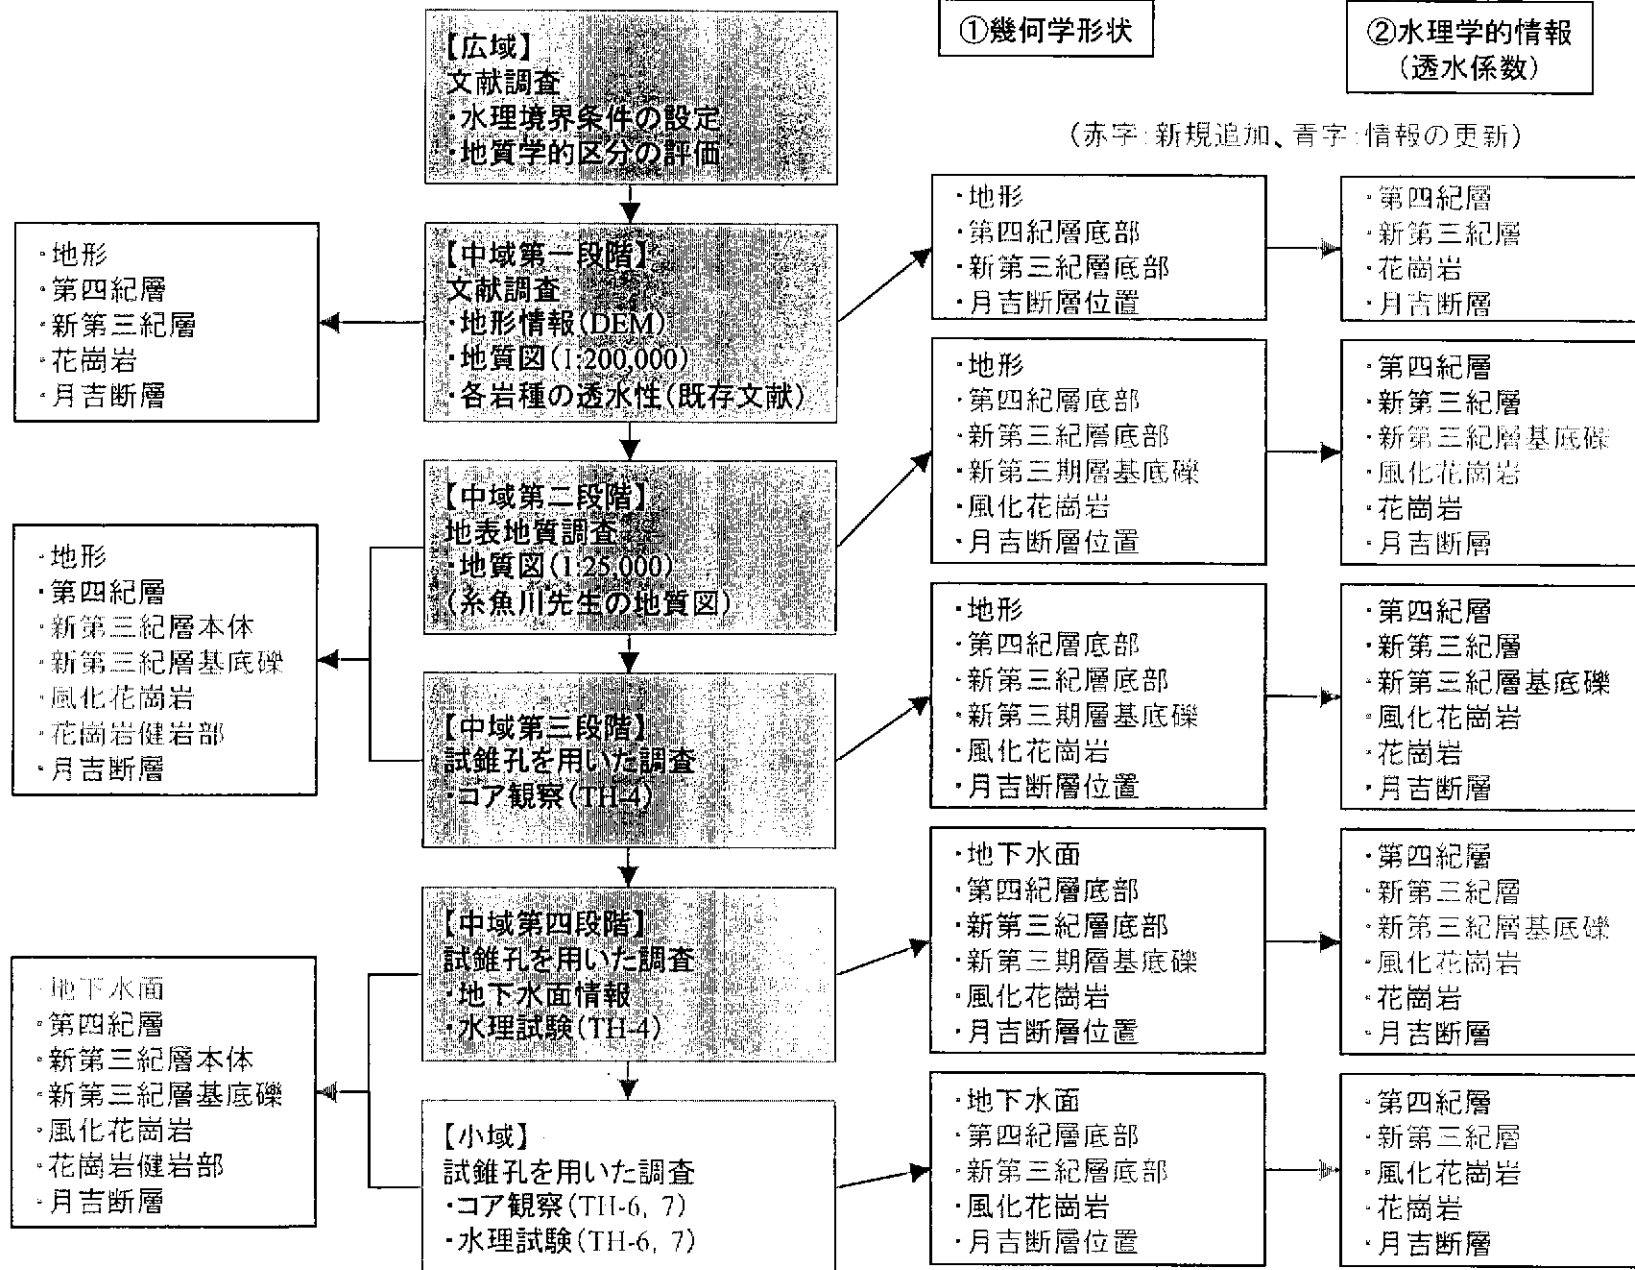 【広域】
文献調査
・水理境界条件の設定
・地質学的区分の評価
①幾何学形状
②水理学的情報
(透水係数)
(赤字:新規追加、青字:情報の更新)
・地形
・第四紀層
・新第三紀層
・花崗岩
・月吉断層
【中域第一段階】
文献調査
・地形情報(DEM)
・地質図(1:200,000)
・各岩種の透水性(既存文献)
・地形
・第四紀層底部
・新第三紀層底部
・月吉断層位置
・第四紀層
・新第三紀層
・花崗岩
・月吉断層
・地形
・第四紀層
・新第三紀層本体
・新第三紀層基底礫
・風化花崗岩
・花崗岩健岩部
・月吉断層
【中域第二段階】
地表地質調査
・地質図(1:25,000)
(糸魚川先生の地質図)
・地形
・第四紀層底部
・新第三紀層底部
・新第三期層基底礫
・風化花崗岩
・月吉断層位置
・第四紀層
・新第三紀層
・新第三紀層基底礫
・風化花崗岩
・花崗岩
・月吉断層
【中域第三段階】
試錐孔を用いた調査
・コア観察(TH-4)
・地形
・第四紀層底部
・新第三紀層底部
・新第三期層基底礫
・風化花崗岩
・月吉断層位置
・第四紀層
・新第三紀層
・新第三紀層基底礫
・風化花崗岩
・花崗岩
・月吉断層
・地下水面
・第四紀層
・新第三紀層本体
・新第三紀層基底礫
・風化花崗岩
・花崗岩健岩部
・月吉断層
【中域第四段階】
試錐孔を用いた調査
・地下水面情報
・水理試験(TH-4)
・地下水面
・第四紀層底部
・新第三紀層底部
・新第三期層基底礫
・風化花崗岩
・月吉断層位置
・第四紀層
・新第三紀層
・新第三紀層基底礫
・風化花崗岩
・花崗岩
・月吉断層
【小域】
試錐孔を用いた調査
・コア観察(TH-6, 7)
・水理試験(TH-6, 7)
・地下水面
・第四紀層底部
・新第三紀層底部
・風化花崗岩
・月吉断層位置
・第四紀層
・新第三紀層
・風化花崗岩
・花崗岩
・月吉断層